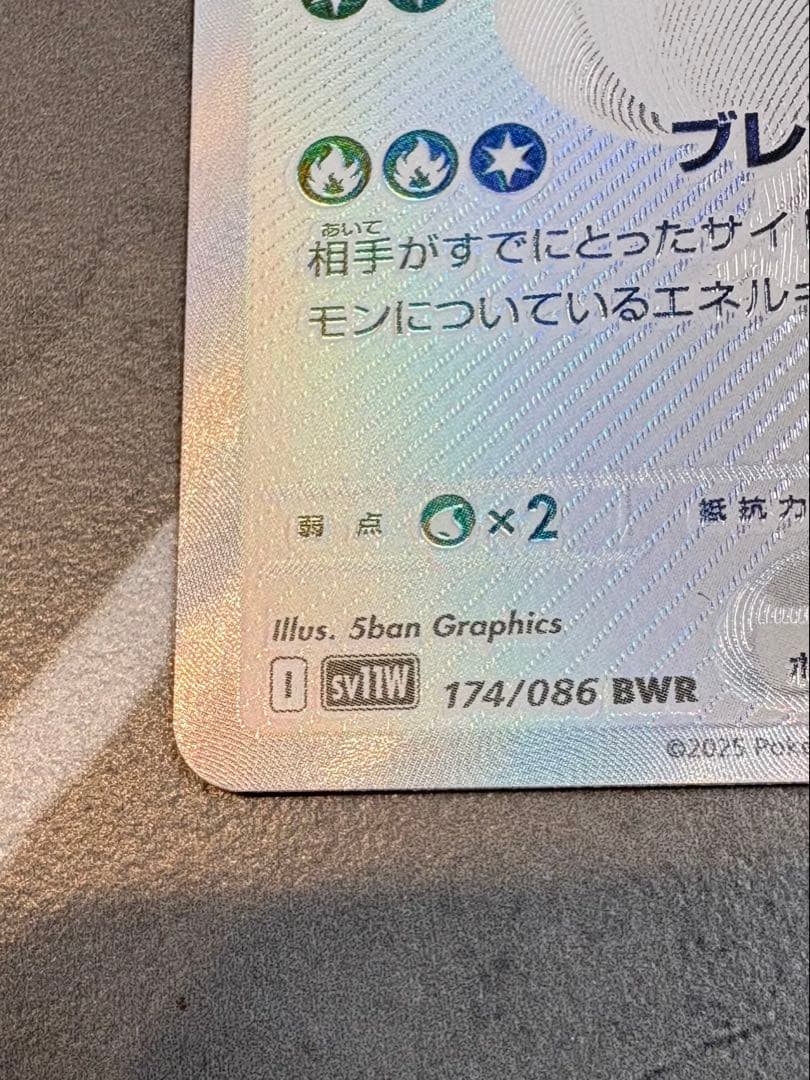 ブレ
あいて
相手がすでにとったサイ
モンについているエネルギ
弱点 ×2 抵抗力
Illus. 5ban Graphics
I sv11W 174/086 BWR
©2025 Pok